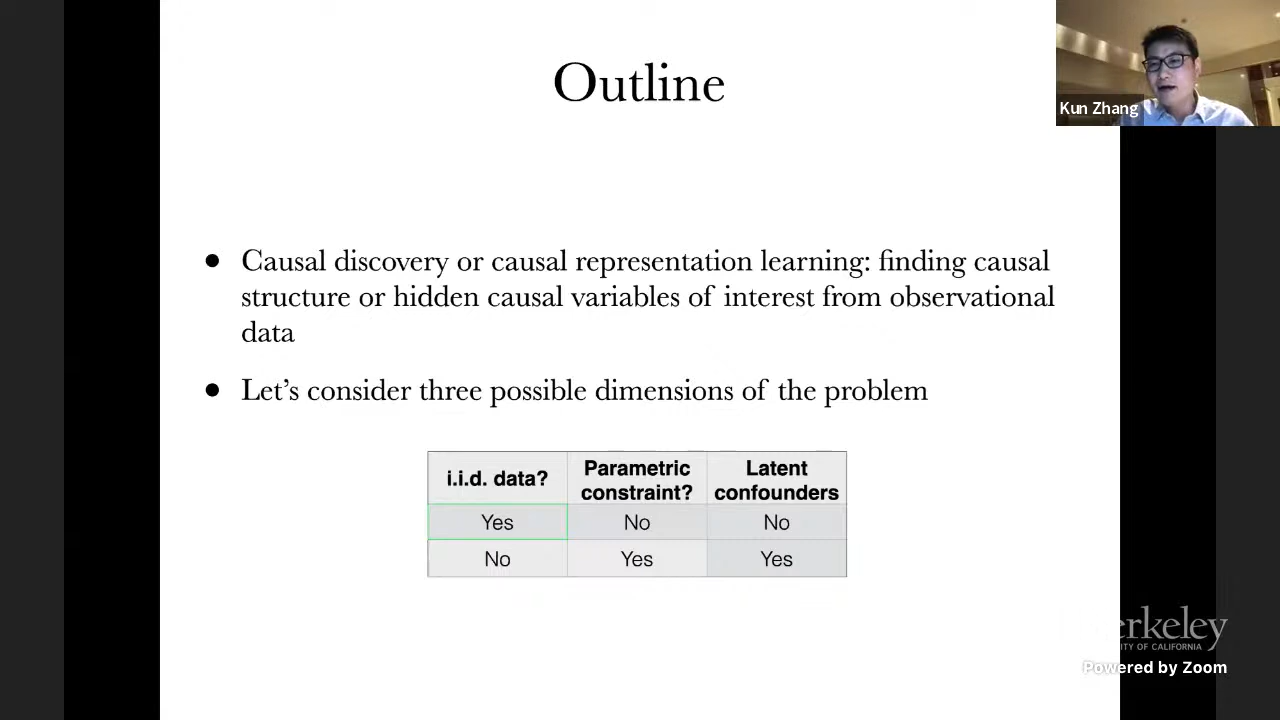 Outline
Kun Zhang
● Causal discovery or causal representation learning: finding causal
structure or hidden causal variables of interest from observational
data
● Let’s consider three possible dimensions of the problem
i.i.d. data? Parametric constraint? Latent confounders
Yes No No
No Yes Yes
erkeley
ITY OF CALIFORNIA
Powered by Zoom